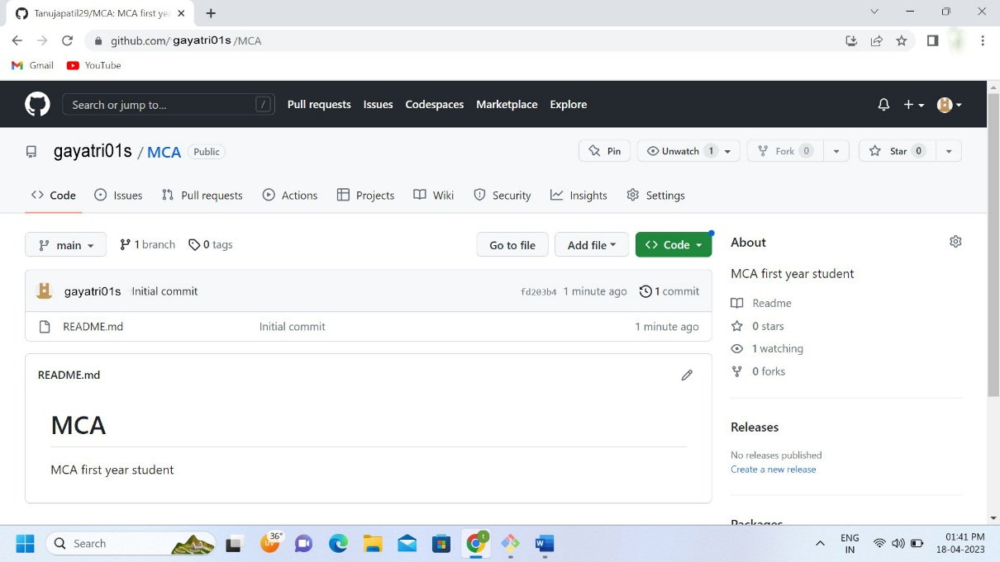 Tanujapatil29/MCA: MCA first ye
github.com/ gayatri01s /MCA
Gmail YouTube
Search or jump to... / Pull requests Issues Codespaces Marketplace Explore
gayatri01s / MCA Public Pin Unwatch 1 Fork 0 Star 0
Code Issues Pull requests Actions Projects Wiki Security Insights Settings
main 1 branch 0 tags Go to file Add file Code
gayatri01s Initial commit fd203b4 1 minute ago 1 commit
README.md Initial commit 1 minute ago
README.md
MCA
MCA first year student
About
MCA first year student
Readme
0 stars
1 watching
0 forks
Releases
No releases published
Create a new release
Packages
Search 36° ENG IN 01:41 PM 18-04-2023